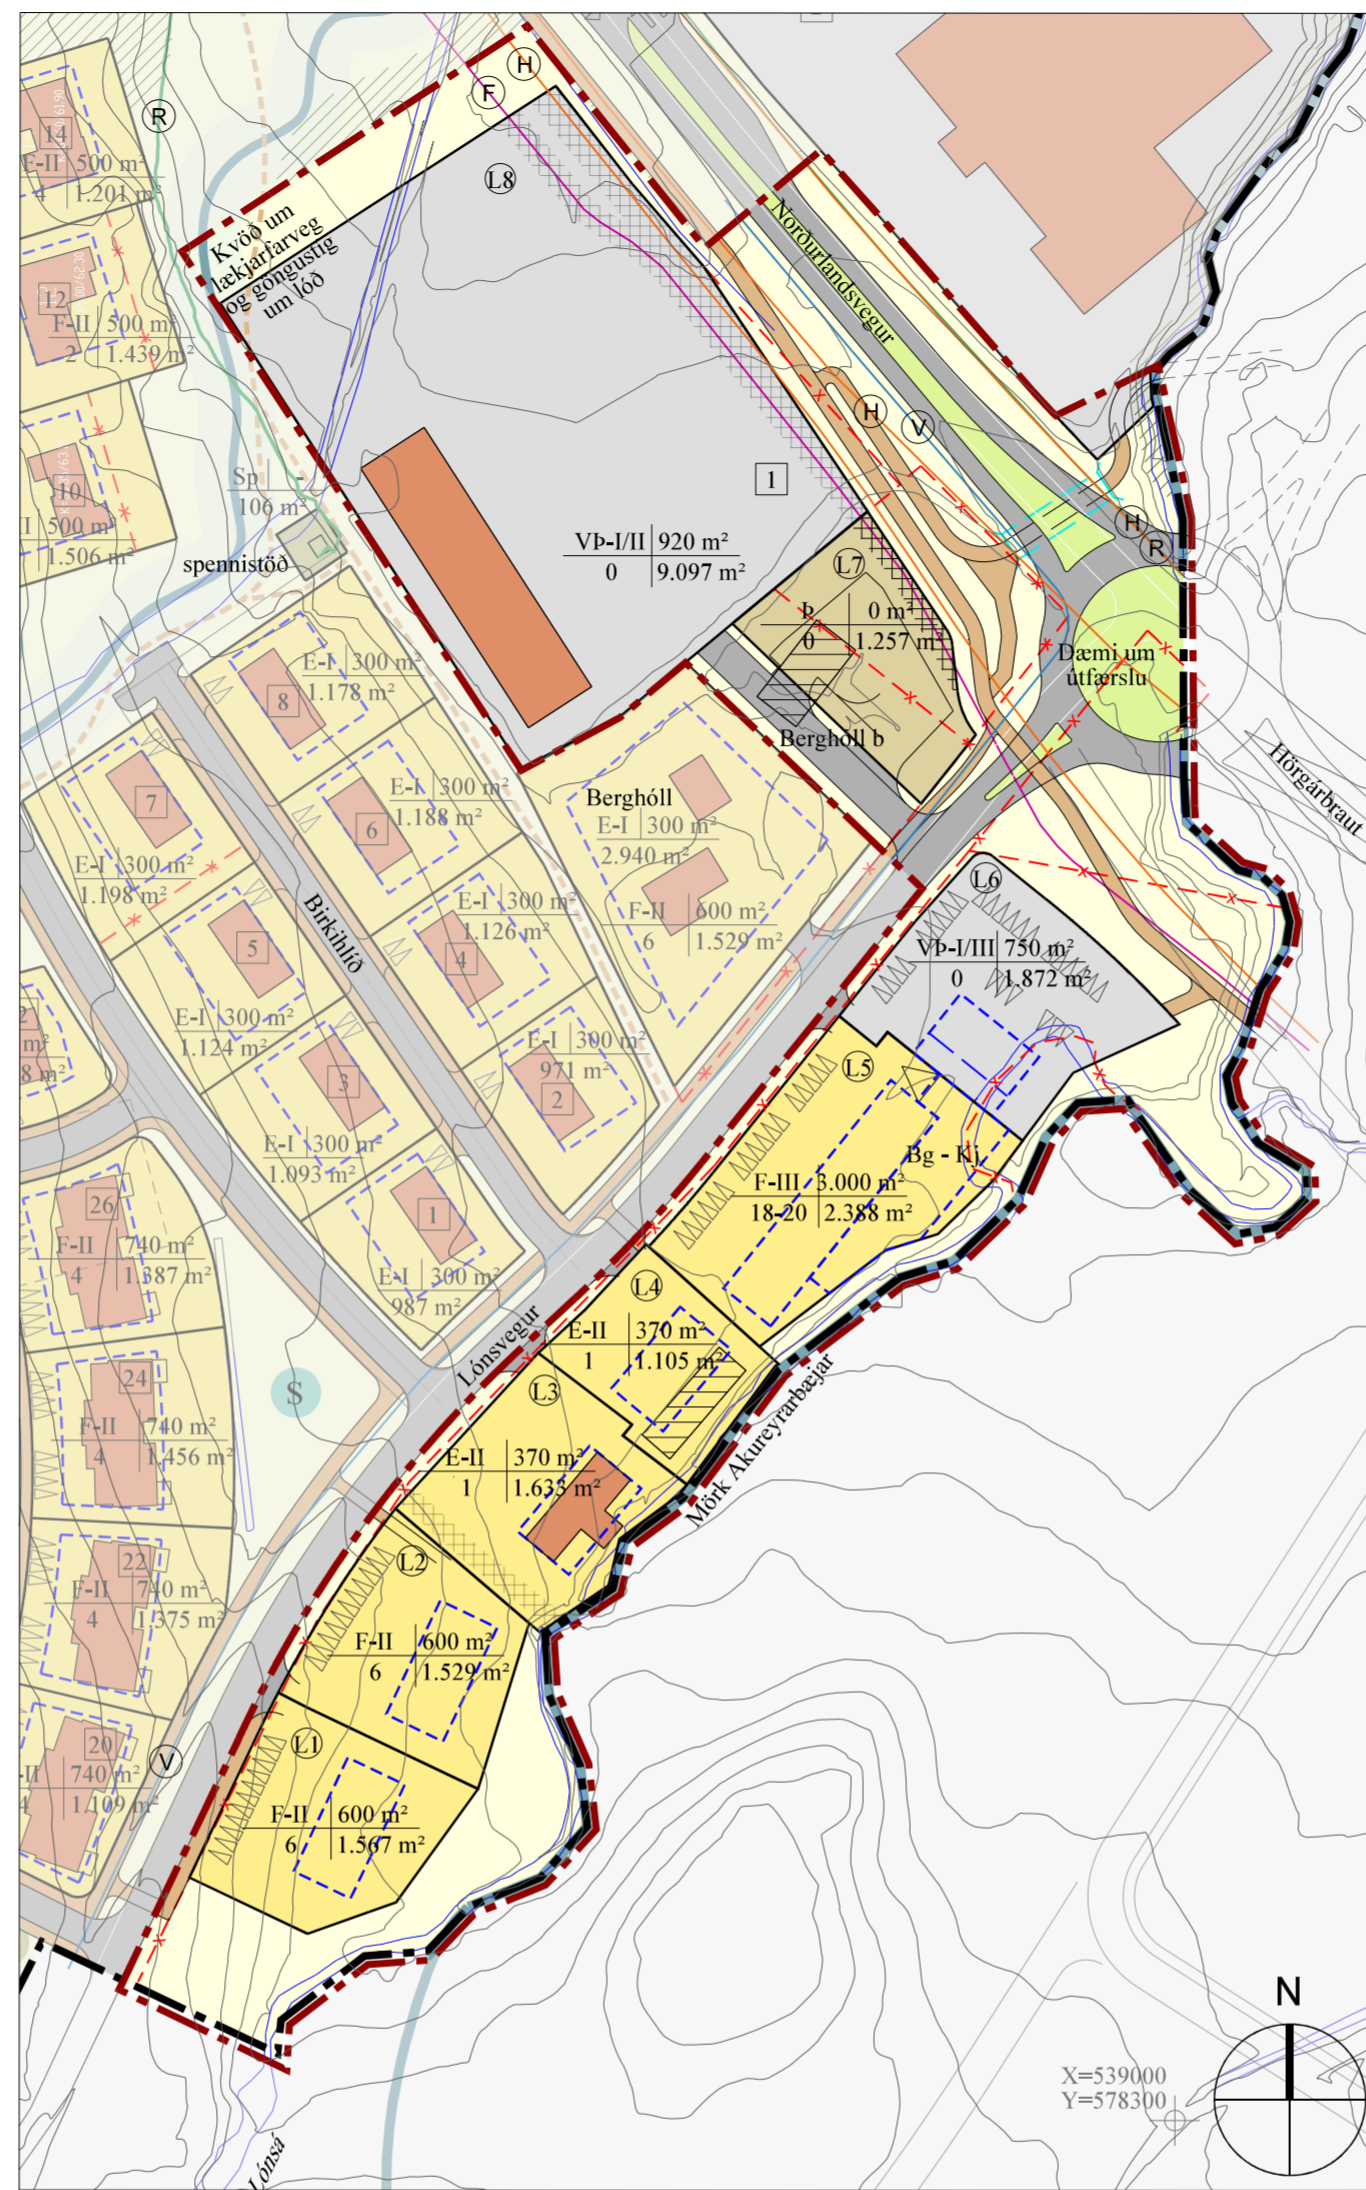 H
F
R
L8
14
F-II 500 m²
4 1.201 m²
Kvöð um
lækjarfarveg
og göngustíg
um lóð
Norðurlandsvegur
12
F-II 500 m²
2 1.439 m²
H
V
10
500 m²
1.506 m²
Sp -
106 m²
spennistöð
1
H
R
VÞ-I/II 920 m²
0 9.097 m²
L7
Þ 0 m²
0 1.257 m²
Dæmi um
útfærslu
Berghóll b
Hörgárbraut
8
E-I 300 m²
1.178 m²
7
E-I 300 m²
1.198 m²
6
E-I 300 m²
1.188 m²
Berghóll
E-I 300 m²
2.940 m²
F-II 600 m²
6 1.529 m²
Birkihlíð
5
E-I 300 m²
1.124 m²
4
E-I 300 m²
1.126 m²
L6
VÞ-I/III 750 m²
0 1.872 m²
3
E-I 300 m²
1.093 m²
2
E-I 300 m²
971 m²
L5
Bg - Kj.
F-III 3.000 m²
18-20 2.388 m²
1
E-I 300 m²
987 m²
26
F-II 740 m²
4 1.387 m²
L4
E-II 370 m²
1 1.105 m²
Lónsvegur
24
F-II 740 m²
4 1.456 m²
S
L3
E-II 370 m²
1 1.633 m²
Mörk Akureyrarbæjar
22
F-II 740 m²
4 1.375 m²
L2
F-II 600 m²
6 1.529 m²
20
740 m²
4 1.109 m²
V
L1
F-II 600 m²
6 1.567 m²
N
X=539000
Y=578300
Lónsá